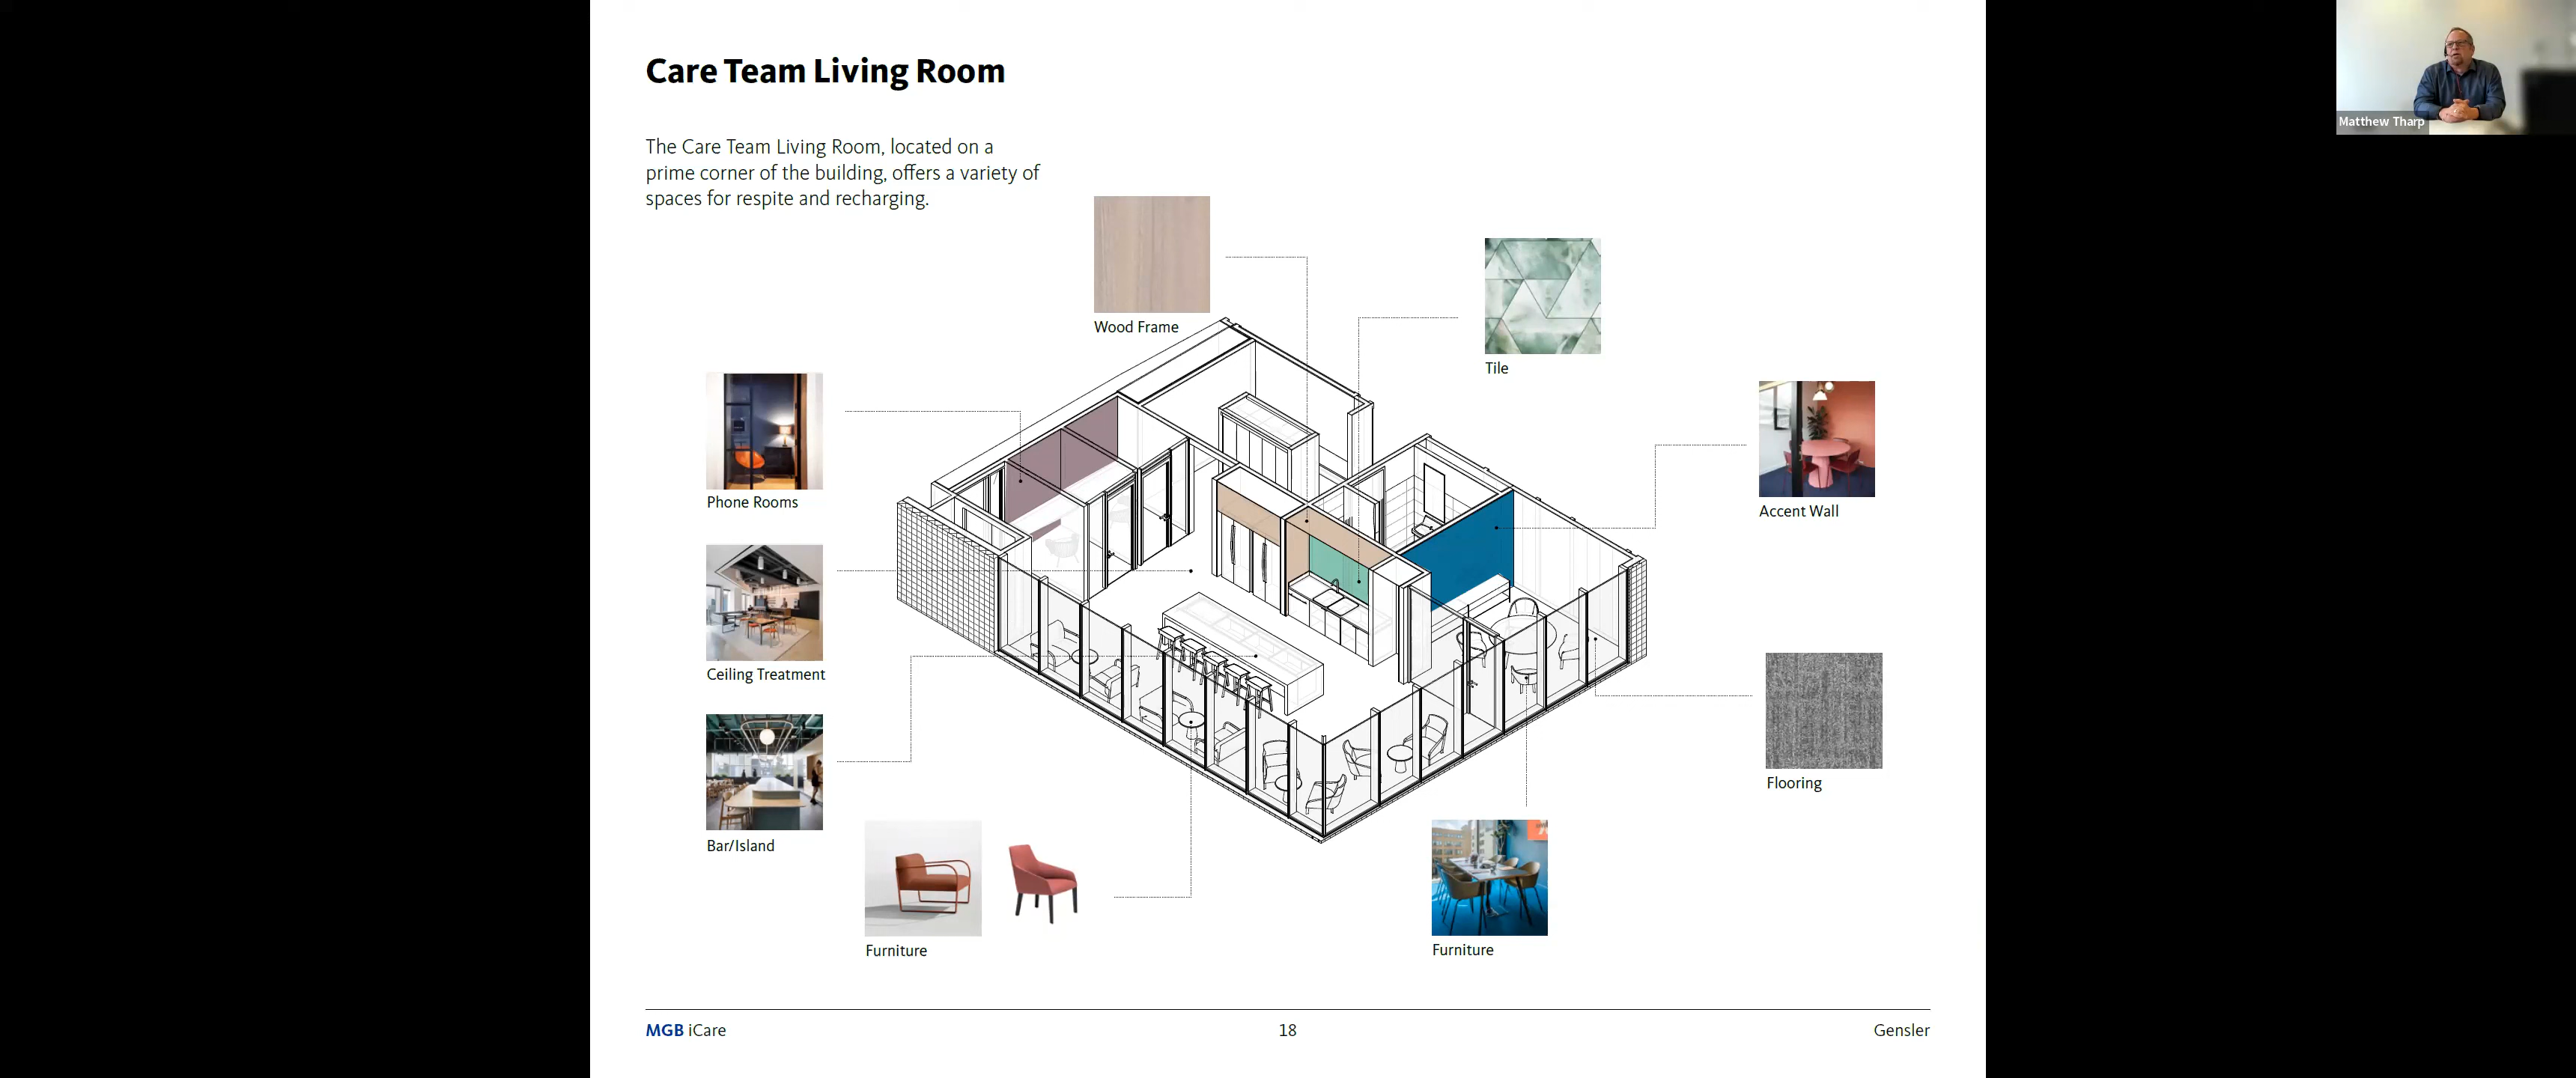 Care Team Living Room
Matthew Tharp
The Care Team Living Room, located on a
prime corner of the building, offers a variety of
spaces for respite and recharging.
Wood Frame
Tile
Phone Rooms
Accent Wall
Ceiling Treatment
Flooring
Bar/Island
Furniture
Furniture
MGB iCare
18
Gensler